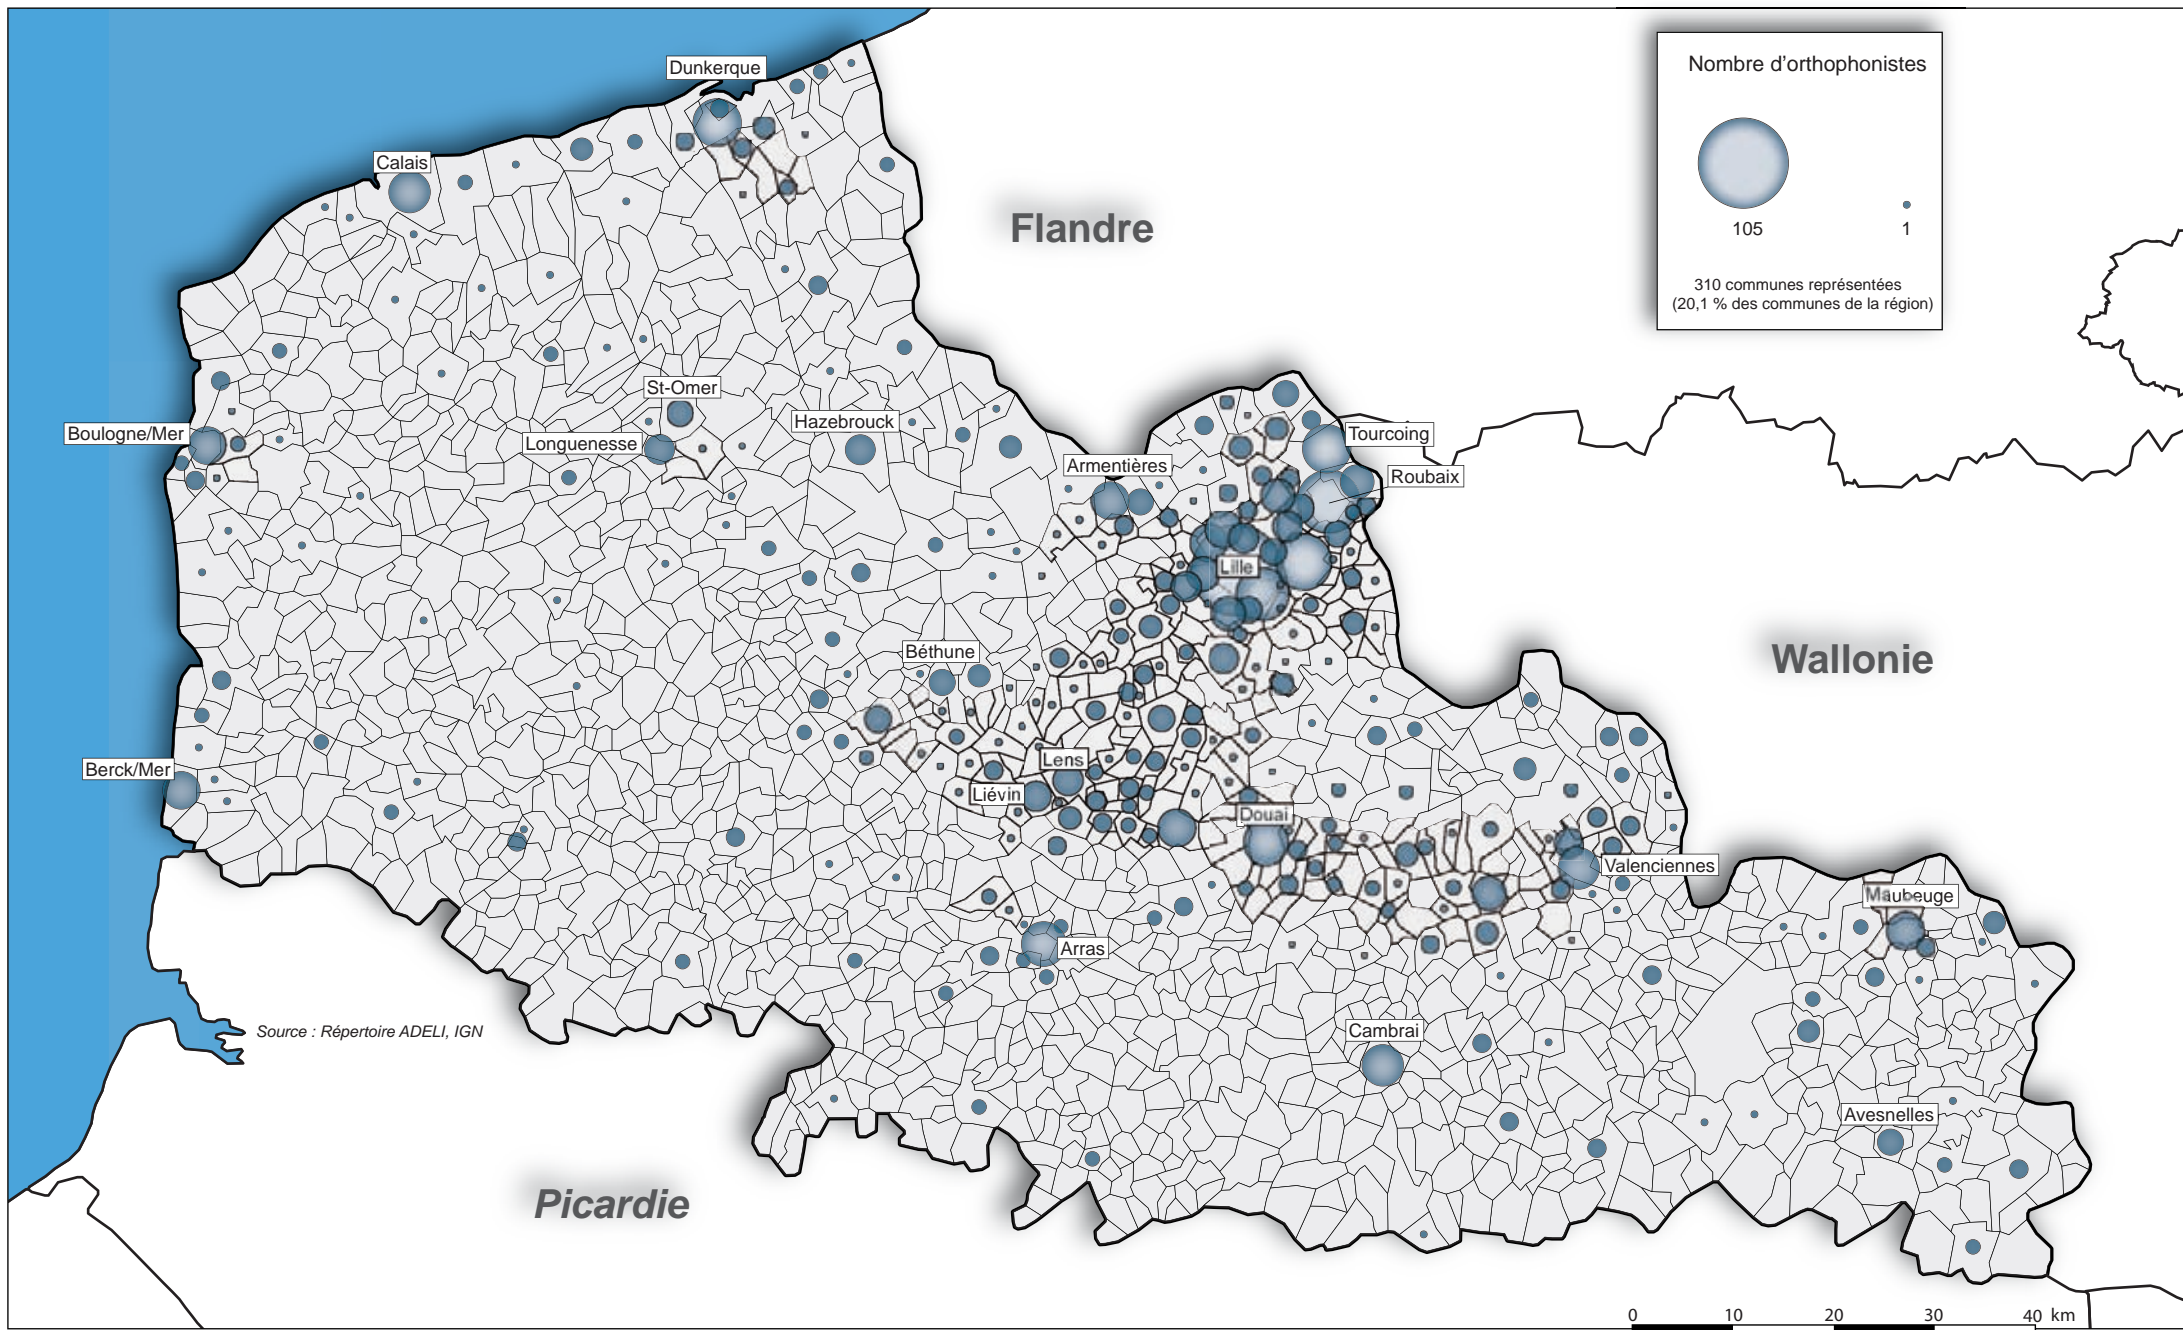 Nombre d'orthophonistes
105
1
310 communes représentées
(20,1 % des communes de la région)
Dunkerque
Calais
Flandre
St-Omer
Boulogne/Mer
Longuenesse
Hazebrouck
Tourcoing
Armentières
Roubaix
Lille
Béthune
Wallonie
Berck/Mer
Lens
Liévin
Douai
Valenciennes
Maubeuge
Arras
Source : Répertoire ADELI, IGN
Cambrai
Avesnelles
Picardie
0 10 20 30 40 km